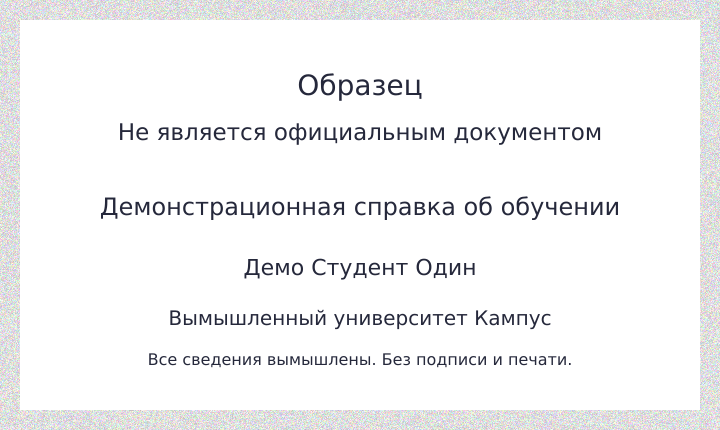 Образец
Не является официальным документом
Демонстрационная справка об обучении
Демо Студент Один
Вымышленный университет Кампус
Все сведения вымышлены. Без подписи и печати.